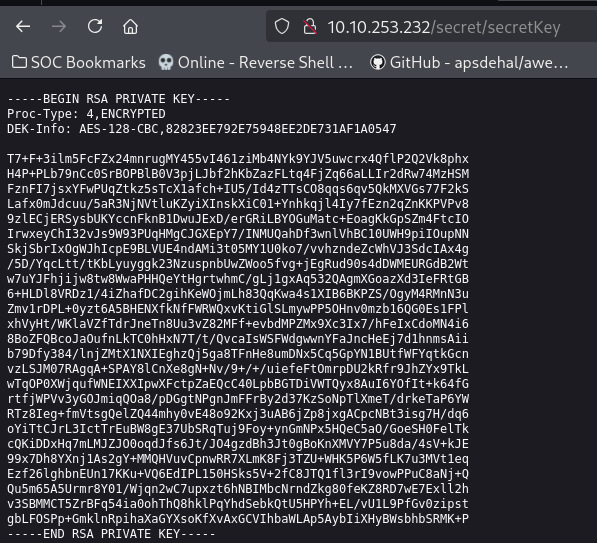 10.10.253.232/secret/secretKey
SOC Bookmarks Online - Reverse Shell ... GitHub - apsdehal/awe...
-----BEGIN RSA PRIVATE KEY-----
Proc-Type: 4,ENCRYPTED
DEK-Info: AES-128-CBC,82823EE792E75948EE2DE731AF1A0547

T7+F+3ilm5FcFZx24mnrugMY455vI461ziMb4NYk9YJV5uwcrx4QflP2Q2Vk8phx
H4P+PLb79nCc0SrBOPBlB0V3pjLJbf2hKbZazFLtq4FjZq66aLLIr2dRw74MzHSM
FznFI7jsxYFwPUqZtkz5sTcX1afch+IU5/Id4zTTsCO8qqs6qv5QkMXVGs77F2kS
Lafx0mJdcuu/5aR3NjNVtluKZyiXInskXiC01+Ynhkqjl4Iy7fEzn2qZnKKPVPv8
9zlECjERSysbUKYccnFknB1DwuJExD/erGRiLBYOGuMatc+EoagKkGpSZm4FtcIO
IrwxeyChI32vJs9W93PUqHMgCJGXEpY7/INMUQahDf3wnlVhBC10UWH9piIOupNN
SkjSbrIxOgWJhIcpE9BLVUE4ndAMi3t05MY1U0ko7/vvhzndeZcWhVJ3SdcIAx4g
/5D/YqcLtt/tKbLyuyggk23NzuspnbUwZWoo5fvg+jEgRud90s4dDWMEURGdB2Wt
w7uYJFhjijw8tw8WwaPHHQeYtHgrtwhmC/gLj1gxAq532QAgmXGoazXd3IeFRtGB
6+HLDl8VRDz1/4iZhafDC2gihKeWOjmLh83QqKwa4s1XIB6BKPZS/OgyM4RMnN3u
Zmv1rDPL+0yzt6A5BHENXfkNfFWRWQxvKtiGlSLmywPP5OHnv0mzb16QG0Es1FPl
xhVyHt/WKlaVZfTdrJneTn8Uu3vZ82MFf+evbdMPZMx9Xc3Ix7/hFeIxCdoMN4i6
8BoZFQBcoJaOufnLkTC0hHxN7T/t/QvcaIsWSFWdgwwnYFaJncHeEj7d1hnmsAii
b79Dfy384/lnjZMtX1NXIEghzQj5ga8TFnHe8umDNx5Cq5GpYN1BUtfWFYqtkGcn
vzLSJM07RAgqA+SPAY8lCnXe8gN+Nv/9+/+/uiefeFtOmrpDU2kRfr9JhZYx9TkL
wTqOP0XWjqufWNEIXXIpwXFctpZaEQcC40LpbBGTDiVWTQyx8AuI6YOfIt+k64fG
rtfjWPVv3yGOJmiqQOa8/pDGgtNPgnJmFFrBy2d37KzSoNpTlXmeT/drkeTaP6YW
RTz8Ieg+fmVtsgQelZQ44mhy0vE48o92Kxj3uAB6jZp8jxgACpcNBt3isg7H/dq6
oYiTtCJrL3IctTrEuBW8gE37UbSRqTuj9Foy+ynGmNPx5HQeC5aO/GoeSH0FelTk
cQKiDDxHq7mLMJZJO0oqdJfs6Jt/JO4gzdBh3Jt0gBoKnXMVY7P5u8da/4sV+kJE
99x7Dh8YXnj1As2gY+MMQHVuvCpnwRR7XLmK8Fj3TZU+WHK5P6W5fLK7u3MVt1eq
Ezf26lghbnEUn17KKu+VQ6EdIPL150HSks5V+2fC8JTQ1fl3rI9vowPPuC8aNj+Q
Qu5m65A5Urmr8Y01/Wjqn2wC7upxzt6hNBIMbcNrndZkg80feKZ8RD7wE7Exll2h
v3SBMMCT5ZrBFq54ia0ohThQ8hklPqYhdSebkQtU5HPYh+EL/vU1L9PfGv0zipst
gbLFOSPp+GmklnRpihaXaGYXsoKfXvAxGCVIhbaWLAp5AybIiXHyBWsbhbSRMK+P
-----END RSA PRIVATE KEY-----